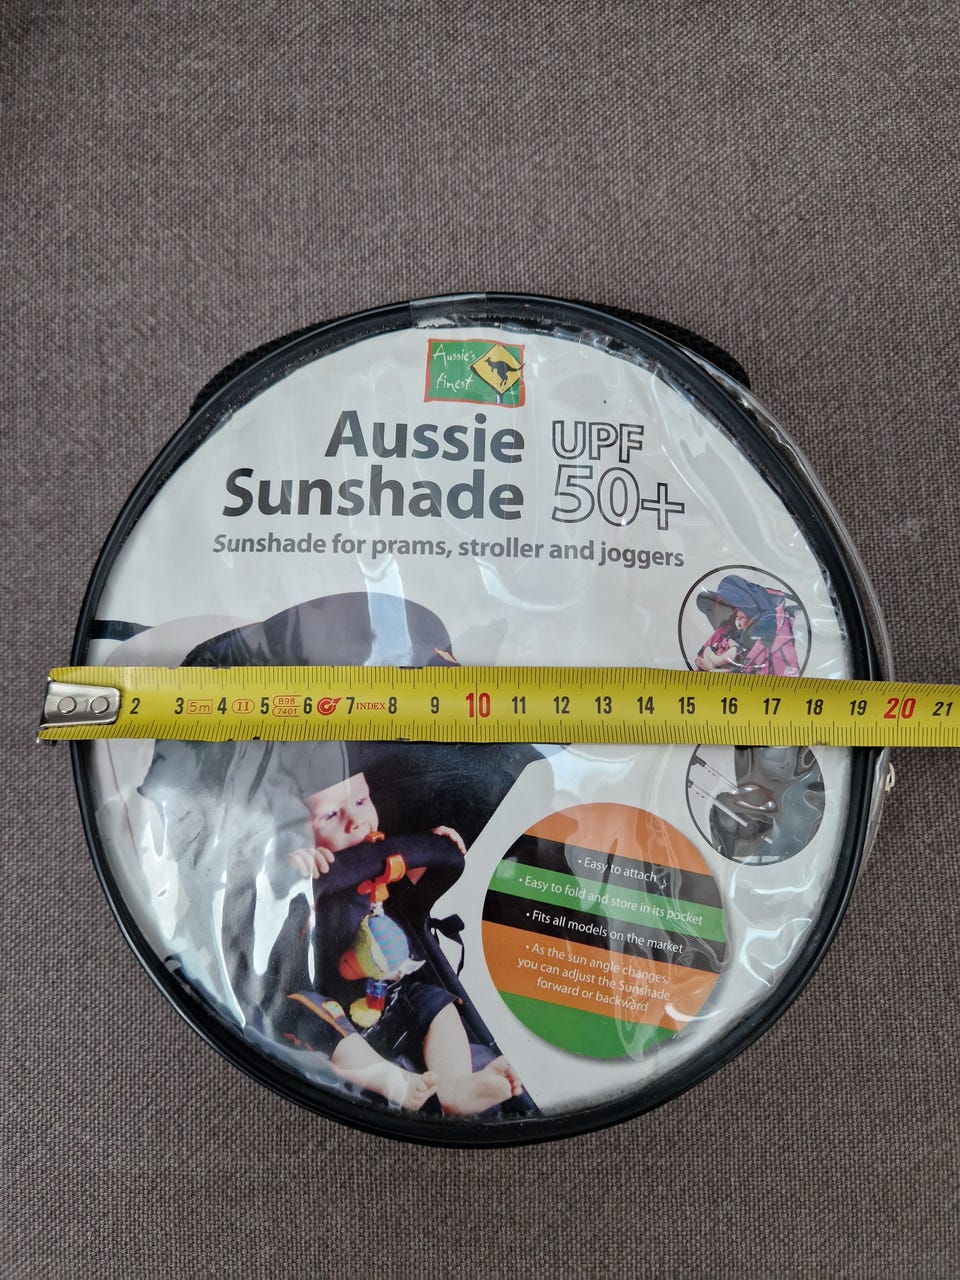 Aussie's
finest
Aussie UPF
Sunshade 50+
Sunshade for prams, stroller and joggers
2 3 5m 4 II 5 B98 7401 6 7 INDEX 8 9 10 11 12 13 14 15 16 17 18 19 20 21
• Easy to attach
• Easy to fold and store in its pocket
• Fits all models on the market
• As the sun angle changes,
you can adjust the Sunshade
forward or backward